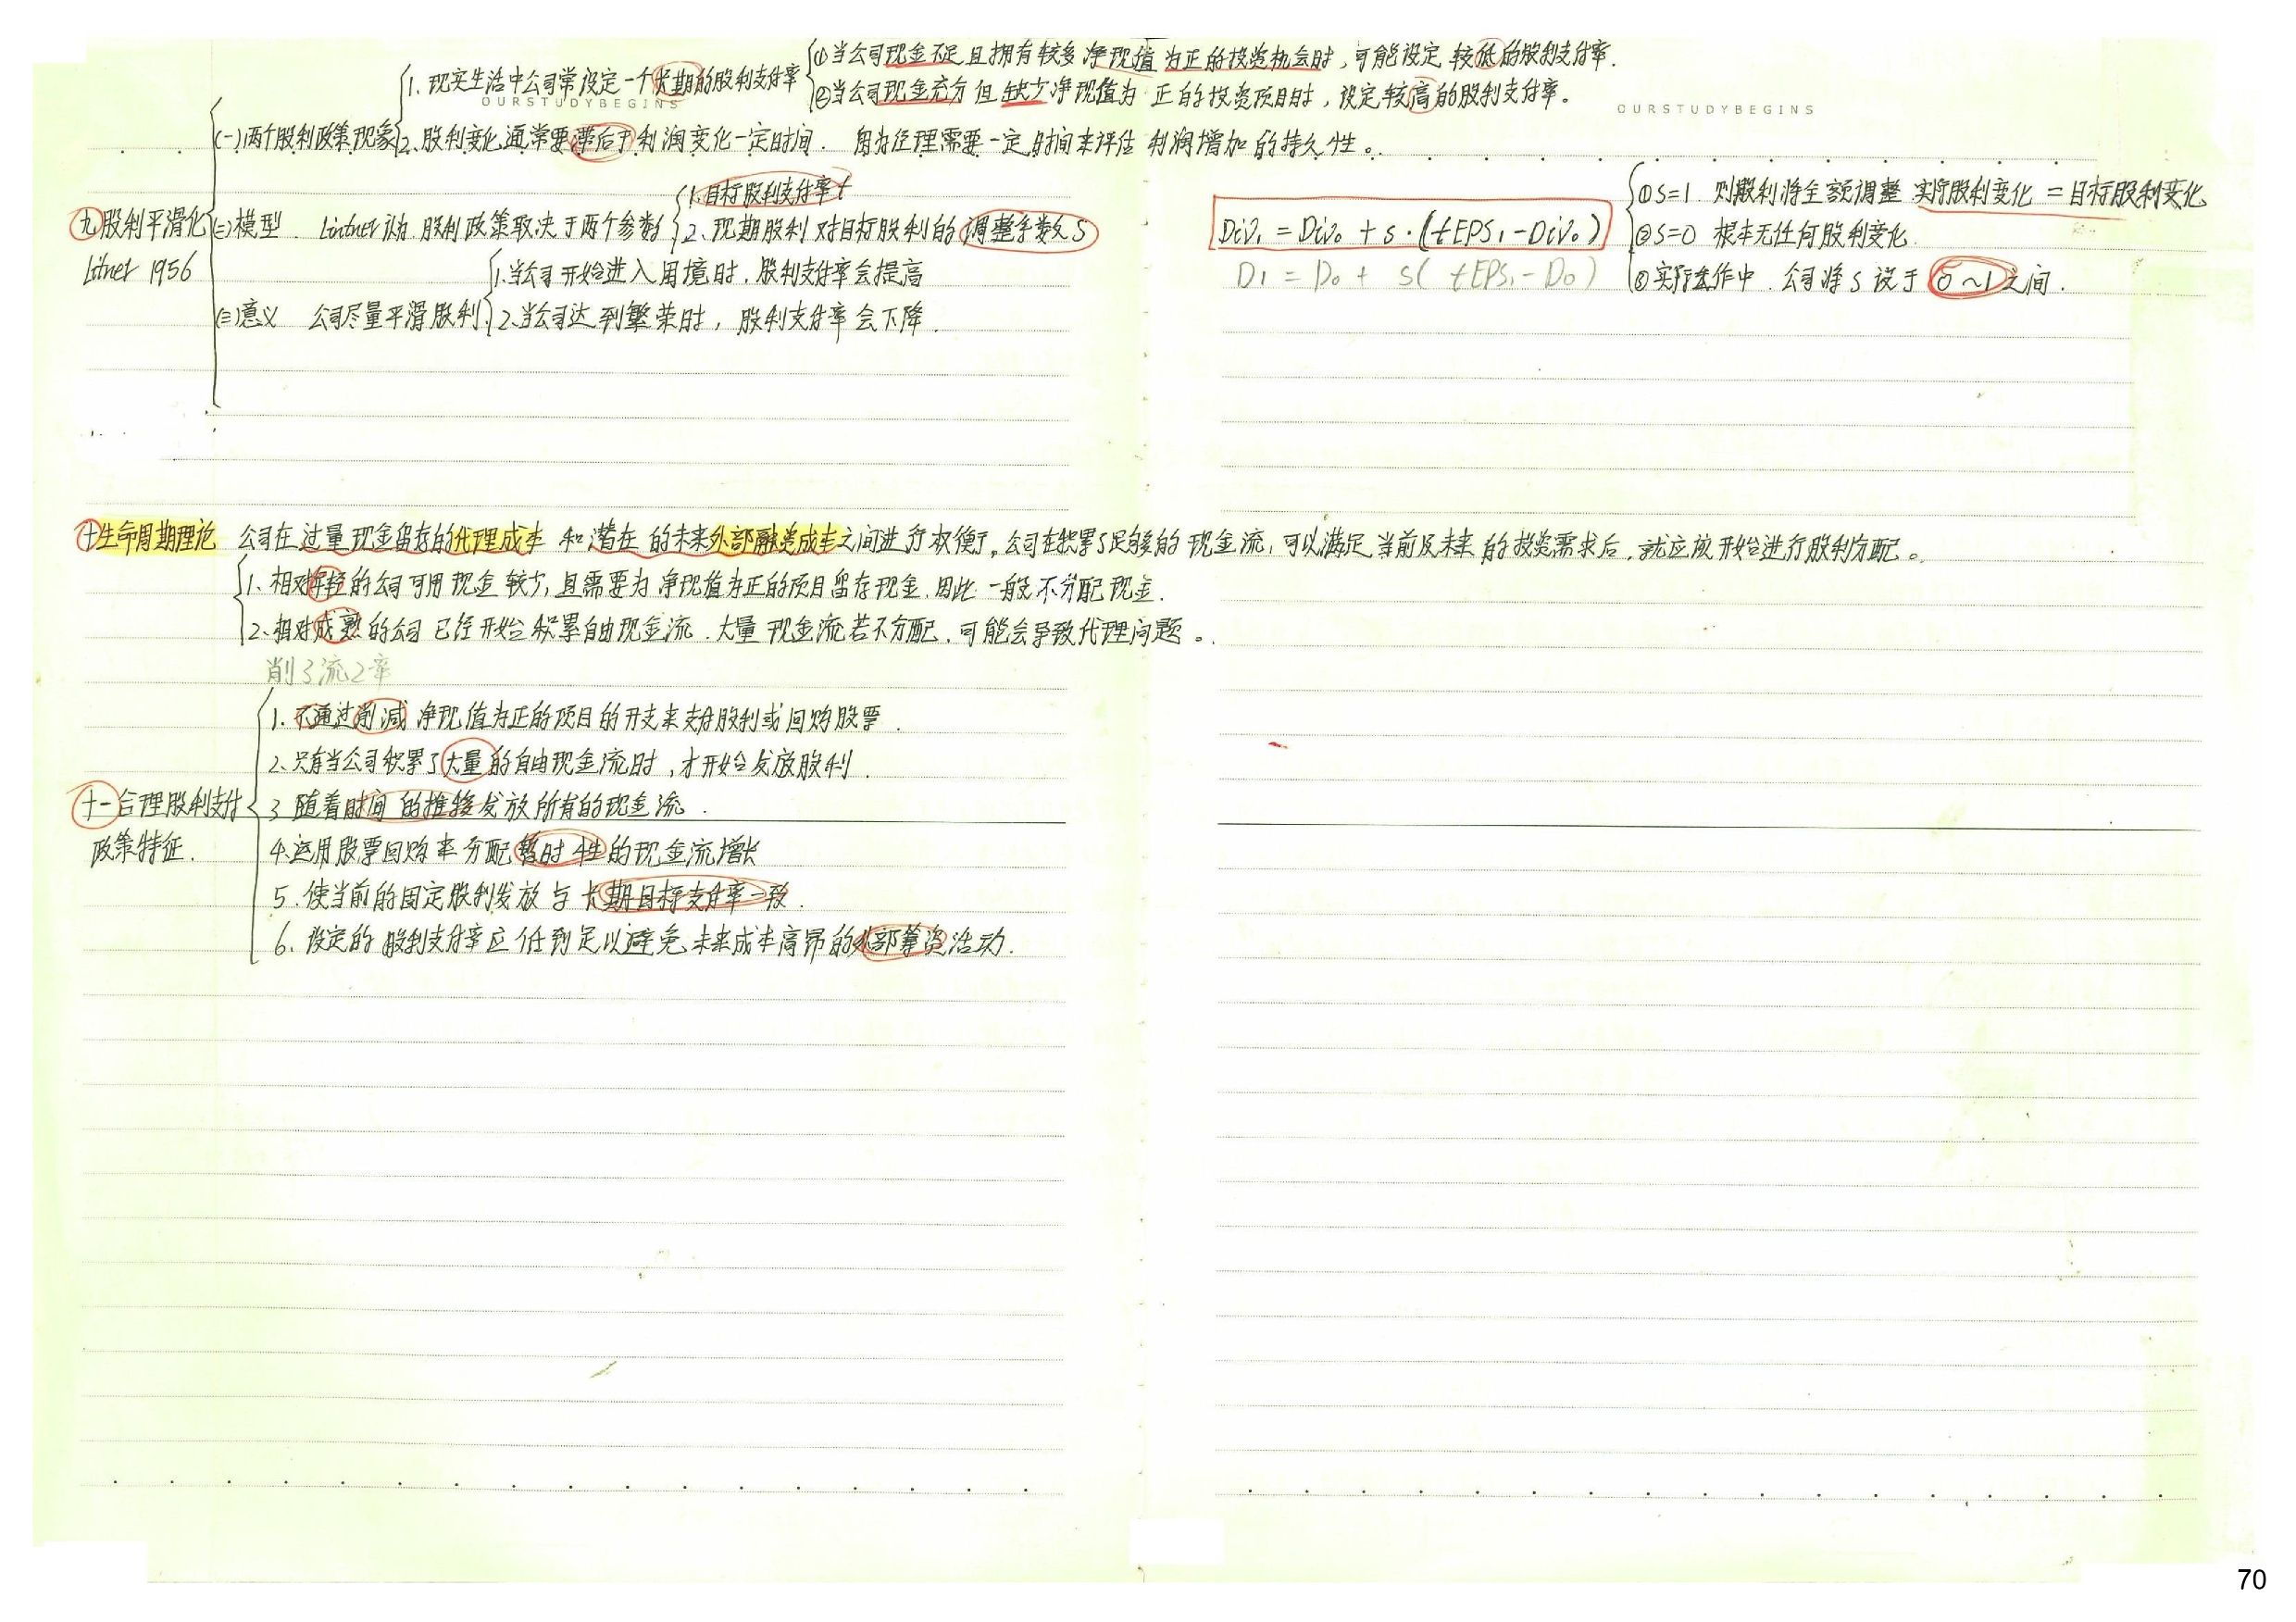 ①当公司现金不足且拥有较多净现值为正的投资机会时，可能设定较低的股利支付率.
1. 现实生活中公司常设定一个长期的股利支付率
②当公司现金充分但缺少净现值为正的投资项目时，设定较高的股利支付率。
OURSTUDYBEGINS
OURSTUDYBEGINS
(一)两个股利政策现象
2、股利变化通常要滞后于利润变化一定时间. 因为经理需要一定时间来评估利润增加的持久性。
九 股利平滑化
Litner 1956
(二)模型. Lintner认为股利政策取决于两个参数
1.目标股利支付率t
2、现期股利对目标股利的调整系数S
Div₁ = Div₀ + s·(tEPS₁-Div₀)
D1 = D₀ + s( tEPS₁-D₀)
①S=1. 则股利将全额调整 实际股利变化 = 目标股利变化
②S=0 根本无任何股利变化.
③实际操作中. 公司将S设于0~1之间.
(三)意义 公司尽量平滑股利
1.当公司开始进入困境时，股利支付率会提高
2.当公司达到繁荣时，股利支付率会下降.
十 生命周期理论 公司在过量现金留存的代理成本和潜在的未来外部融资成本之间进行权衡了。公司在积累了足够的现金流，可以满足当前及未来的投资需求后，就应该开始进行股利分配。
1、相对年轻的公司可用现金较少，且需要为净现值为正的项目留存现金，因此一般不分配现金.
2、相对成熟的公司已经开始积累自由现金流. 大量现金流若不分配，可能会导致代理问题。
削3流2率
十一 合理股利支付政策特征.
1. 不通过削减净现值为正的项目的开支来支付股利或回购股票.
2、只有当公司积累了大量的自由现金流时，才开始发放股利.
3 随着时间的推移发放所有的现金流.
4.运用股票回购来分配暂时性的现金流增长
5. 使当前的固定股利发放与长期目标支付率一致.
6、设定的股利支付率应低到足以避免未来成本高昂的外部筹资活动.
70